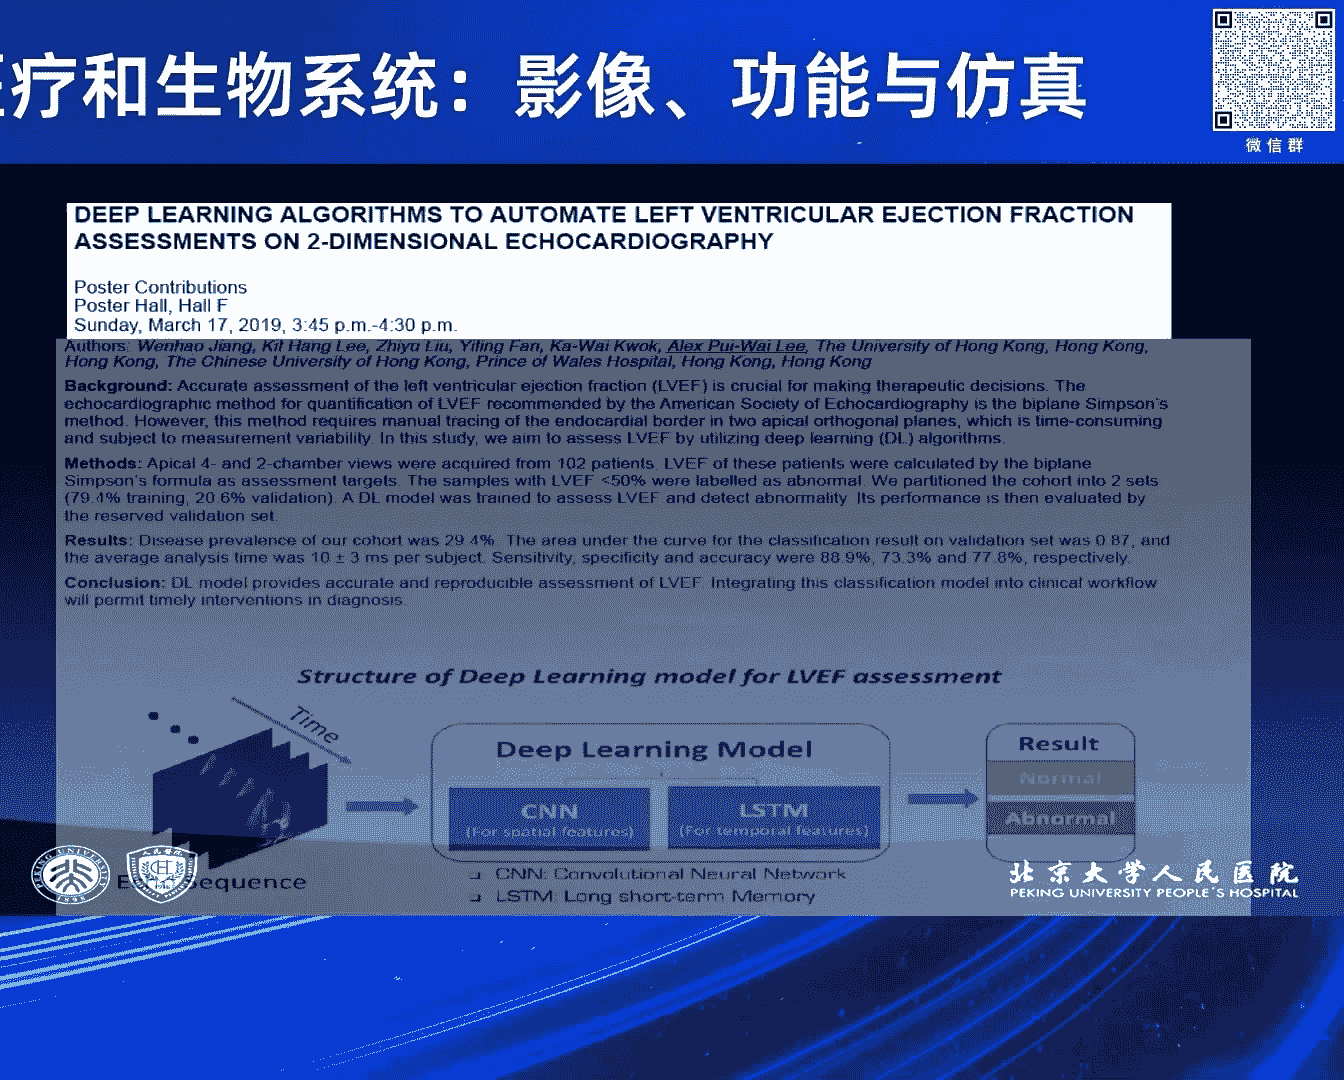 疗和生物系统：影像、功能与仿真
微信群
DEEP LEARNING ALGORITHMS TO AUTOMATE LEFT VENTRICULAR EJECTION FRACTION
ASSESSMENTS ON 2-DIMENSIONAL ECHOCARDIOGRAPHY
Poster Contributions
Poster Hall, Hall F
Sunday, March 17, 2019, 3:45 p.m.-4:30 p.m.
Authors: Wenhao Jiang, Kit Hang Lee, Zhiyu Liu, Yiting Fan, Ka-Wai Kwok, Alex Pui-Wai Lee, The University of Hong Kong, Hong Kong,
Hong Kong, The Chinese University of Hong Kong, Prince of Wales Hospital, Hong Kong, Hong Kong
Background: Accurate assessment of the left ventricular ejection fraction (LVEF) is crucial for making therapeutic decisions. The
echocardiographic method for quantification of LVEF recommended by the American Society of Echocardiography is the biplane Simpson's
method. However, this method requires manual tracing of the endocardial border in two apical orthogonal planes, which is time-consuming
and subject to measurement variability. In this study, we aim to assess LVEF by utilizing deep learning (DL) algorithms.
Methods: Apical 4- and 2-chamber views were acquired from 102 patients. LVEF of these patients were calculated by the biplane
Simpson's formula as assessment targets. The samples with LVEF <50% were labelled as abnormal. We partitioned the cohort into 2 sets
(79.4% training, 20.6% validation). A DL model was trained to assess LVEF and detect abnormality. Its performance is then evaluated by
the reserved validation set.
Results: Disease prevalence of our cohort was 29.4%. The area under the curve for the classification result on validation set was 0.87, and
the average analysis time was 10 ± 3 ms per subject. Sensitivity, specificity and accuracy were 88.9%, 73.3% and 77.8%, respectively.
Conclusion: DL model provides accurate and reproducible assessment of LVEF. Integrating this classification model into clinical workflow
will permit timely interventions in diagnosis.
Structure of Deep Learning model for LVEF assessment
Time
Deep Learning Model
CNN
(For spatial features)
LSTM
(For temporal features)
Result
Normal
Abnormal
Sequence
CNN: Convolutional Neural Network
LSTM: Long short-term Memory
PEKING UNIVERSITY
1898
北京大学人民医院
PEKING UNIVERSITY PEOPLE'S HOSPITAL